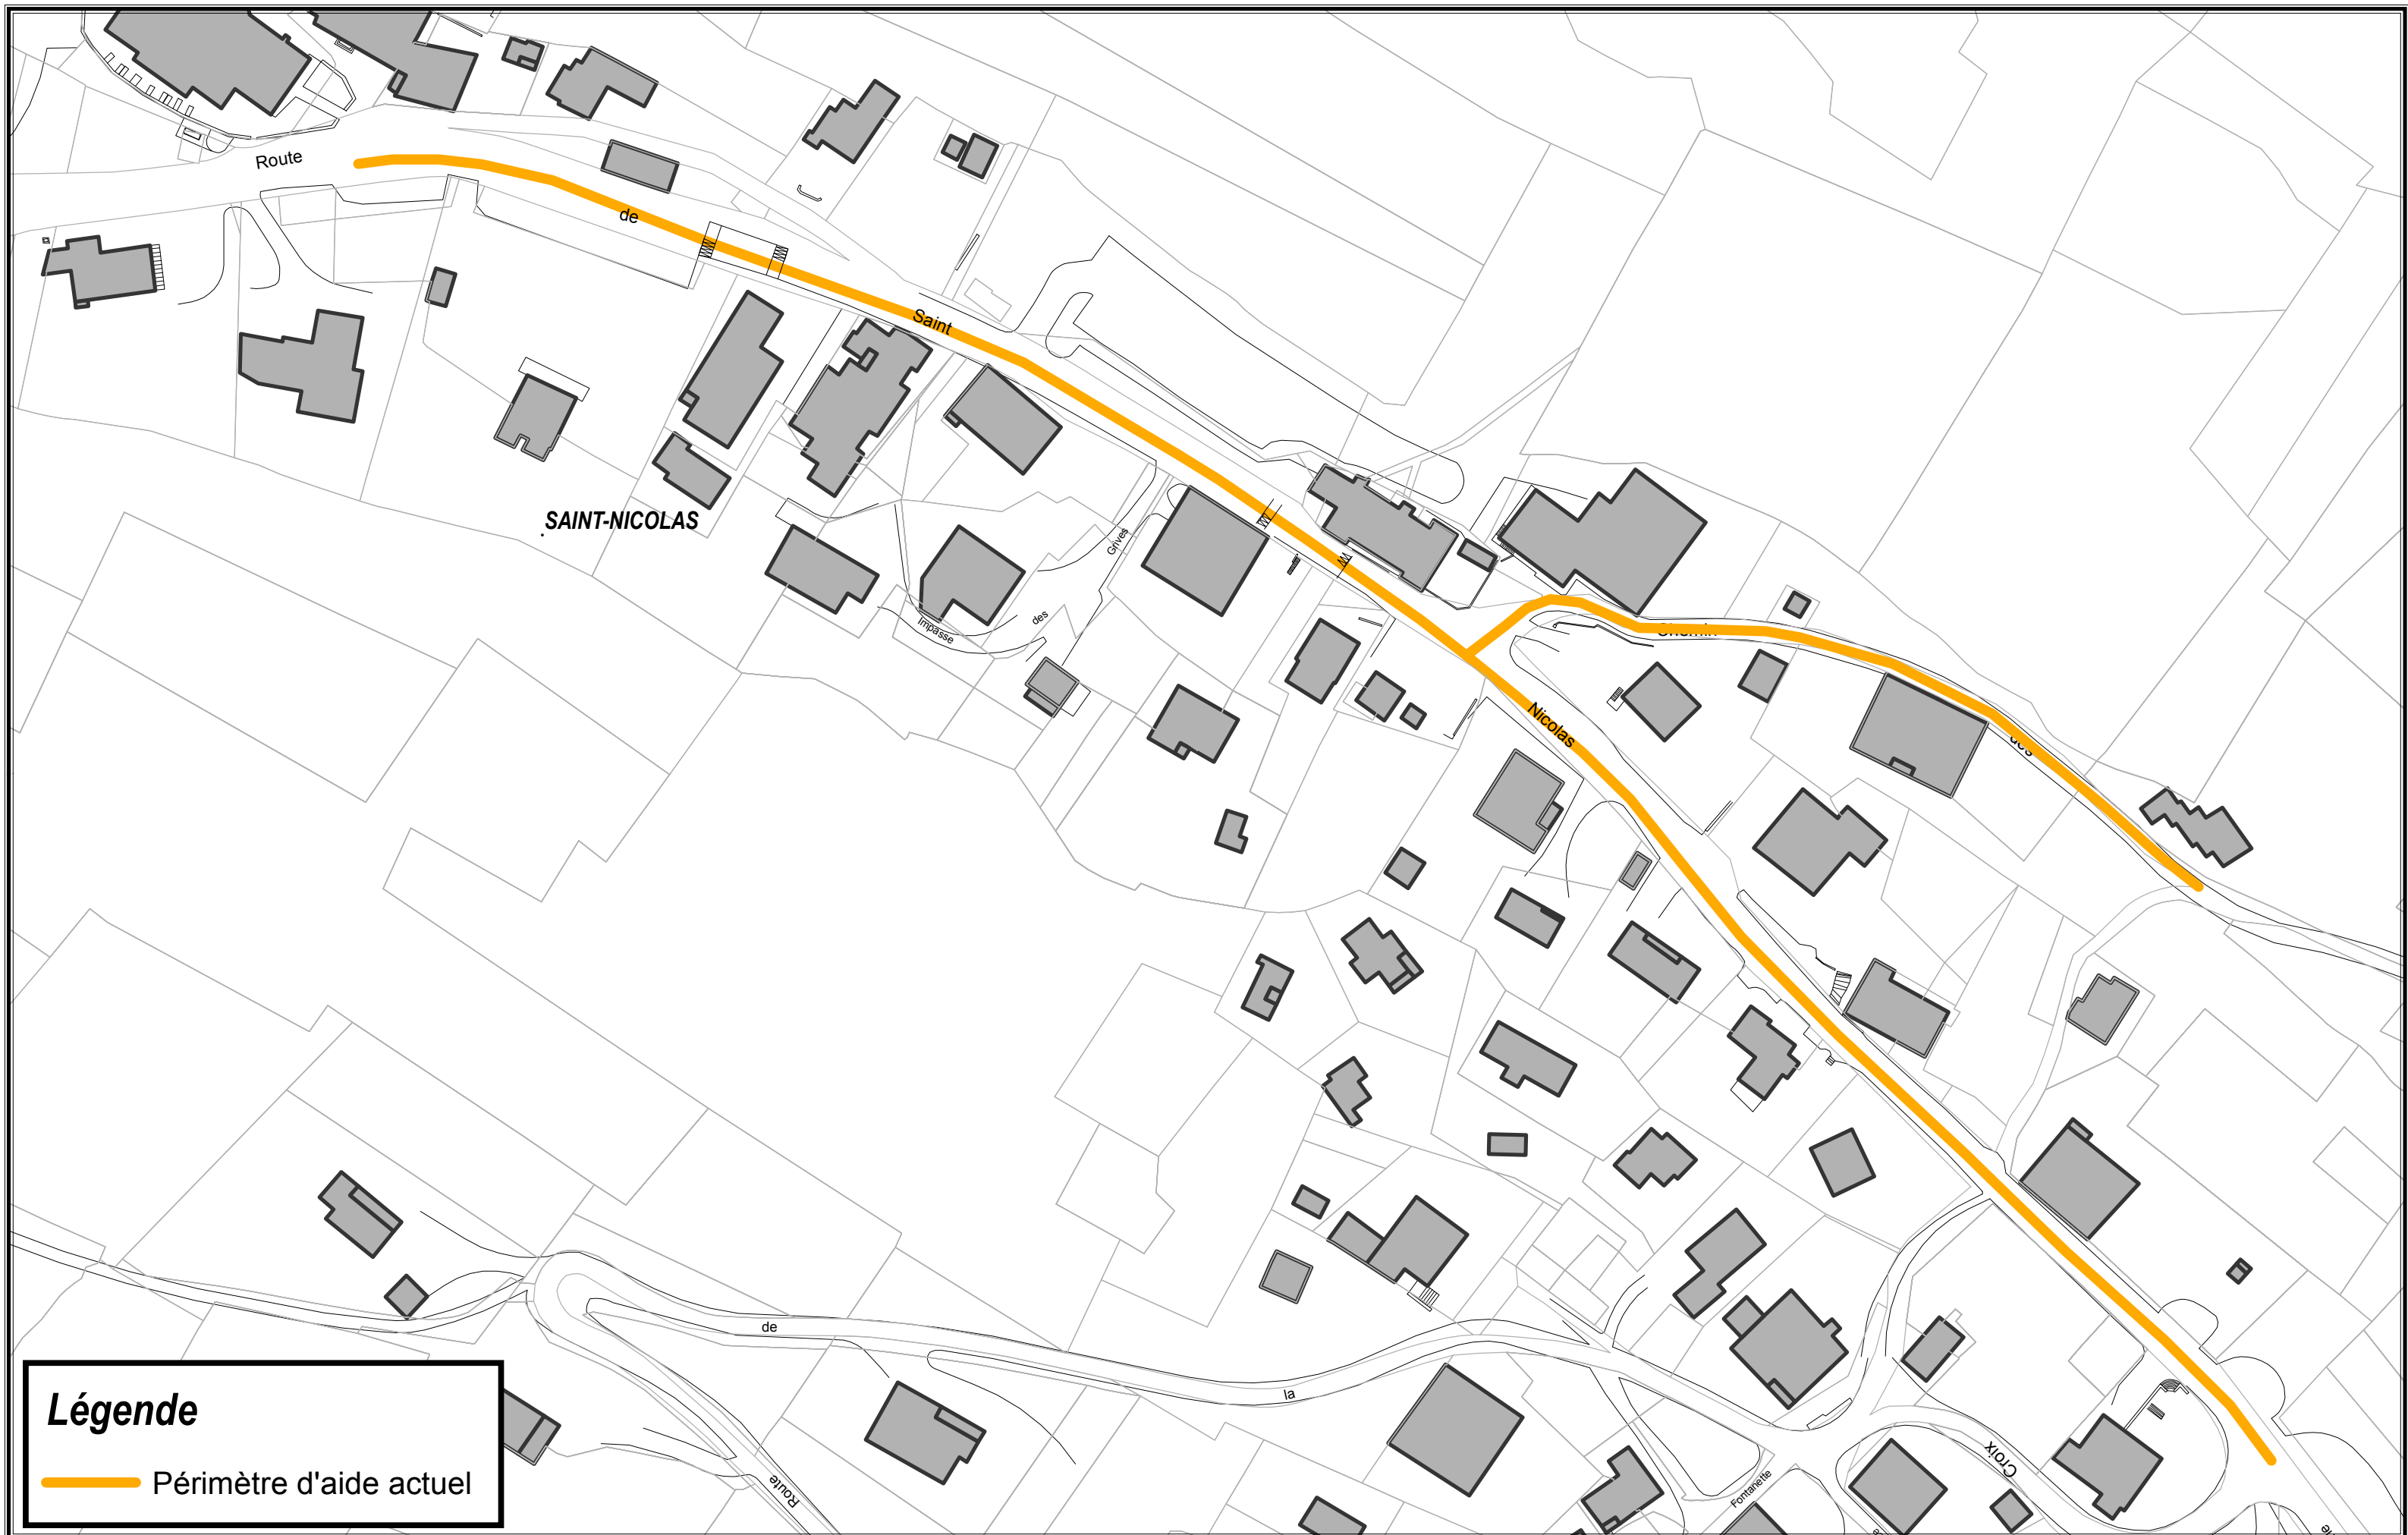 Route
de
Saint
SAINT-NICOLAS
Grives
des
Impasse
Chemin
Nicolas
des
de
la
Route
Croix
Fontanette
Légende
Périmètre d'aide actuel